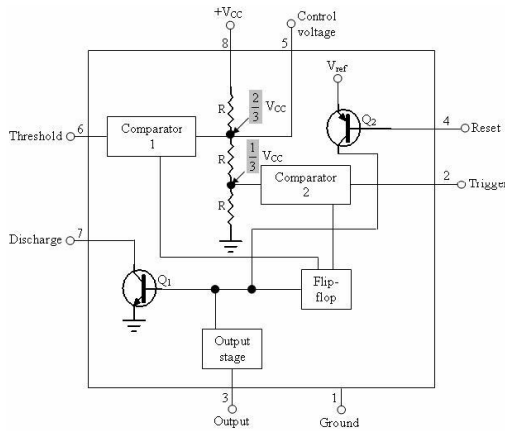 +VCC
Control
voltage
8
5
Vref
R
2/3 VCC
Q2
4
Reset
Threshold
6
Comparator
1
R
1/3 VCC
2
Trigger
Comparator
2
R
Discharge
7
Q1
Flip-
flop
Output
stage
3
Output
1
Ground